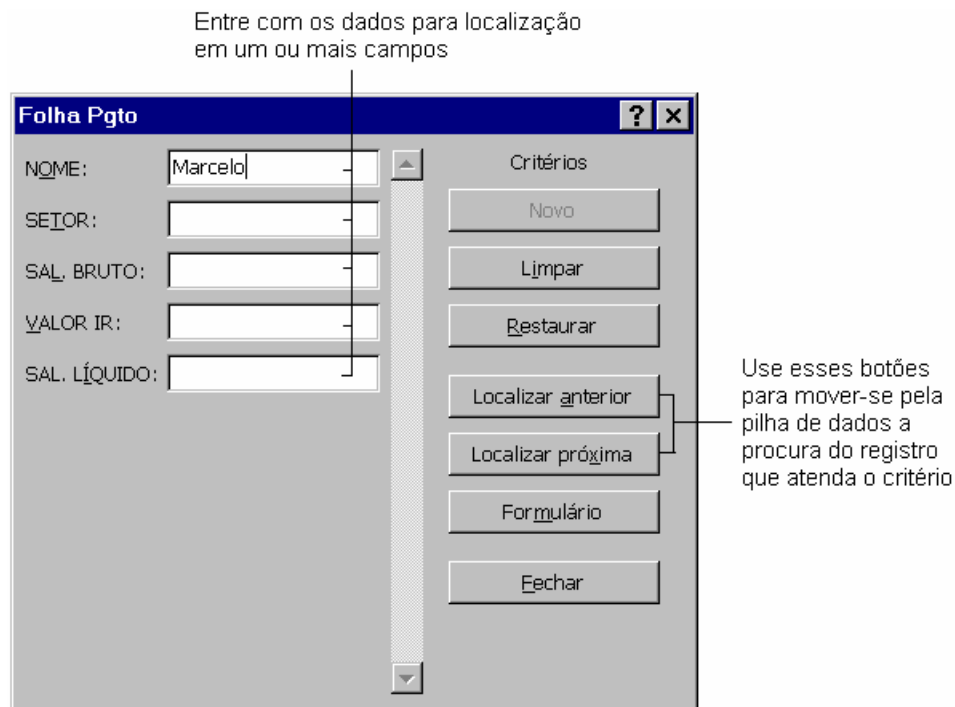 Entre com os dados para localização
em um ou mais campos
Folha Pgto
NOME: Marcelo
SETOR:
SAL. BRUTO:
VALOR IR:
SAL. LÍQUIDO:
Critérios
Novo
Limpar
Restaurar
Localizar anterior
Localizar próxima
Formulário
Fechar
Use esses botões
para mover-se pela
pilha de dados a
procura do registro
que atenda o critério